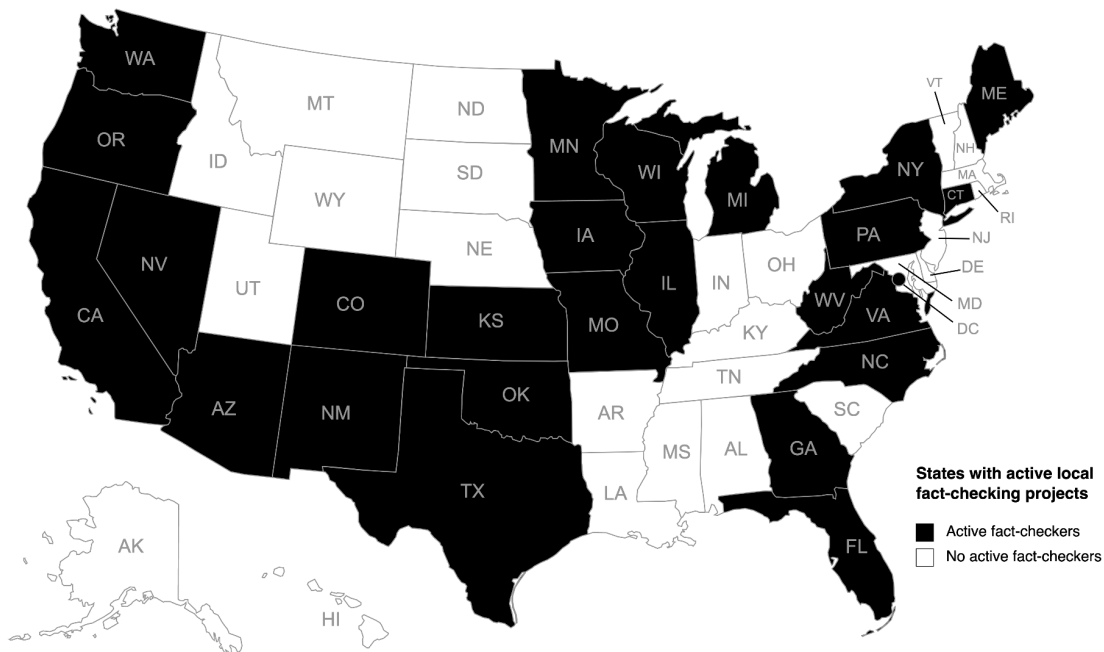 WA
MT
ND
VT
ME
OR
MN
ID
SD
WI
NY
NH
MA
WY
MI
CT
RI
IA
PA
NJ
NE
NV
OH
DE
UT
IL
IN
CO
WV
MD
CA
KS
MO
VA
DC
KY
NC
TN
AZ
NM
OK
AR
SC
MS
AL
GA
States with active local
fact-checking projects
TX
LA
Active fact-checkers
AK
FL
No active fact-checkers
HI